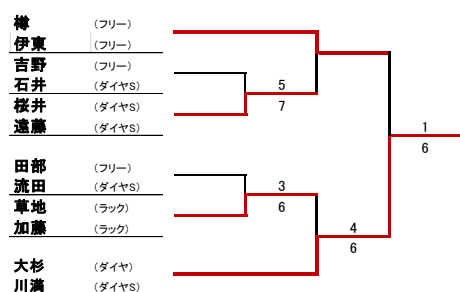 樽 (フリー)
伊東 (フリー)
吉野 (フリー)
石井 (ダイヤS) 5
桜井 (ダイヤS) 7
遠藤 (ダイヤS) 1
6
田部 (フリー)
流田 (ダイヤS) 3
草地 (ラック) 6
加藤 (ラック) 4
6
大杉 (ダイヤ)
川満 (ダイヤS)